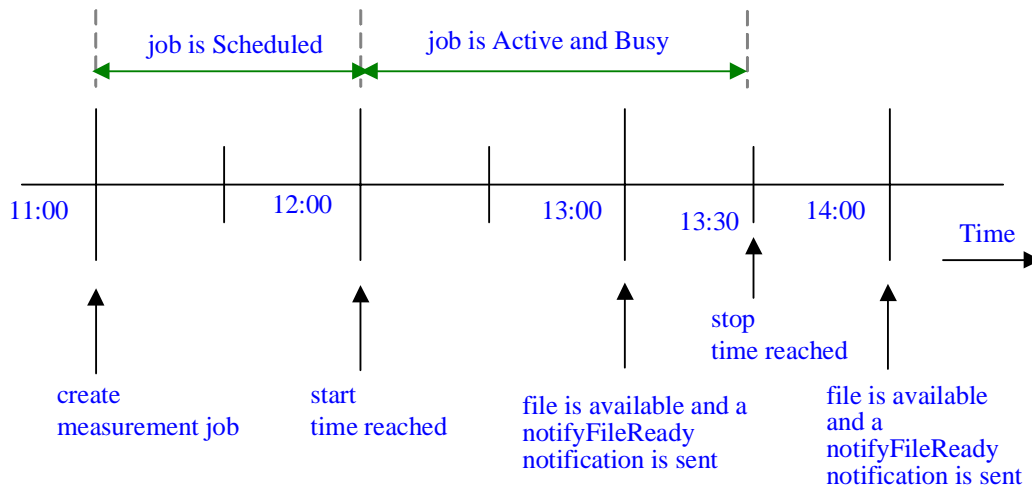 job is Scheduled
job is Active and Busy
11:00
12:00
13:00
13:30
14:00
Time
create
measurement job
start
time reached
file is available and a
notifyFileReady
notification is sent
stop
time reached
file is available
and a
notifyFileReady
notification is sent